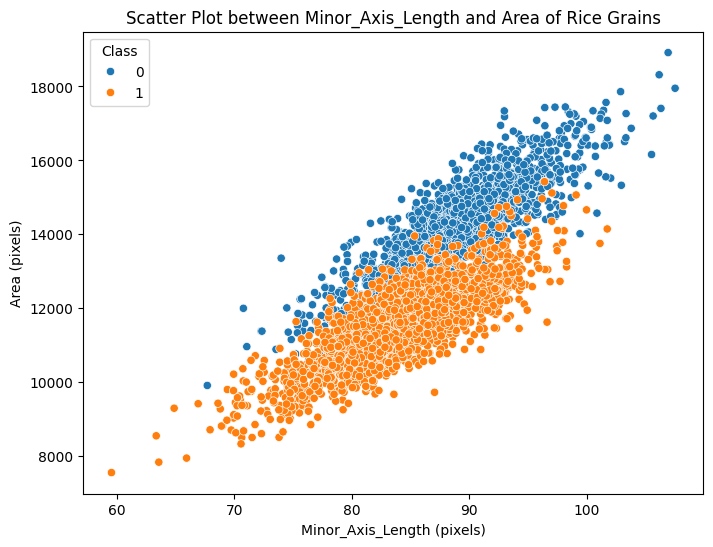 Scatter Plot between Minor_Axis_Length and Area of Rice Grains
Class
0
1
18000
16000
14000
12000
10000
8000
Area (pixels)
60 70 80 90 100
Minor_Axis_Length (pixels)